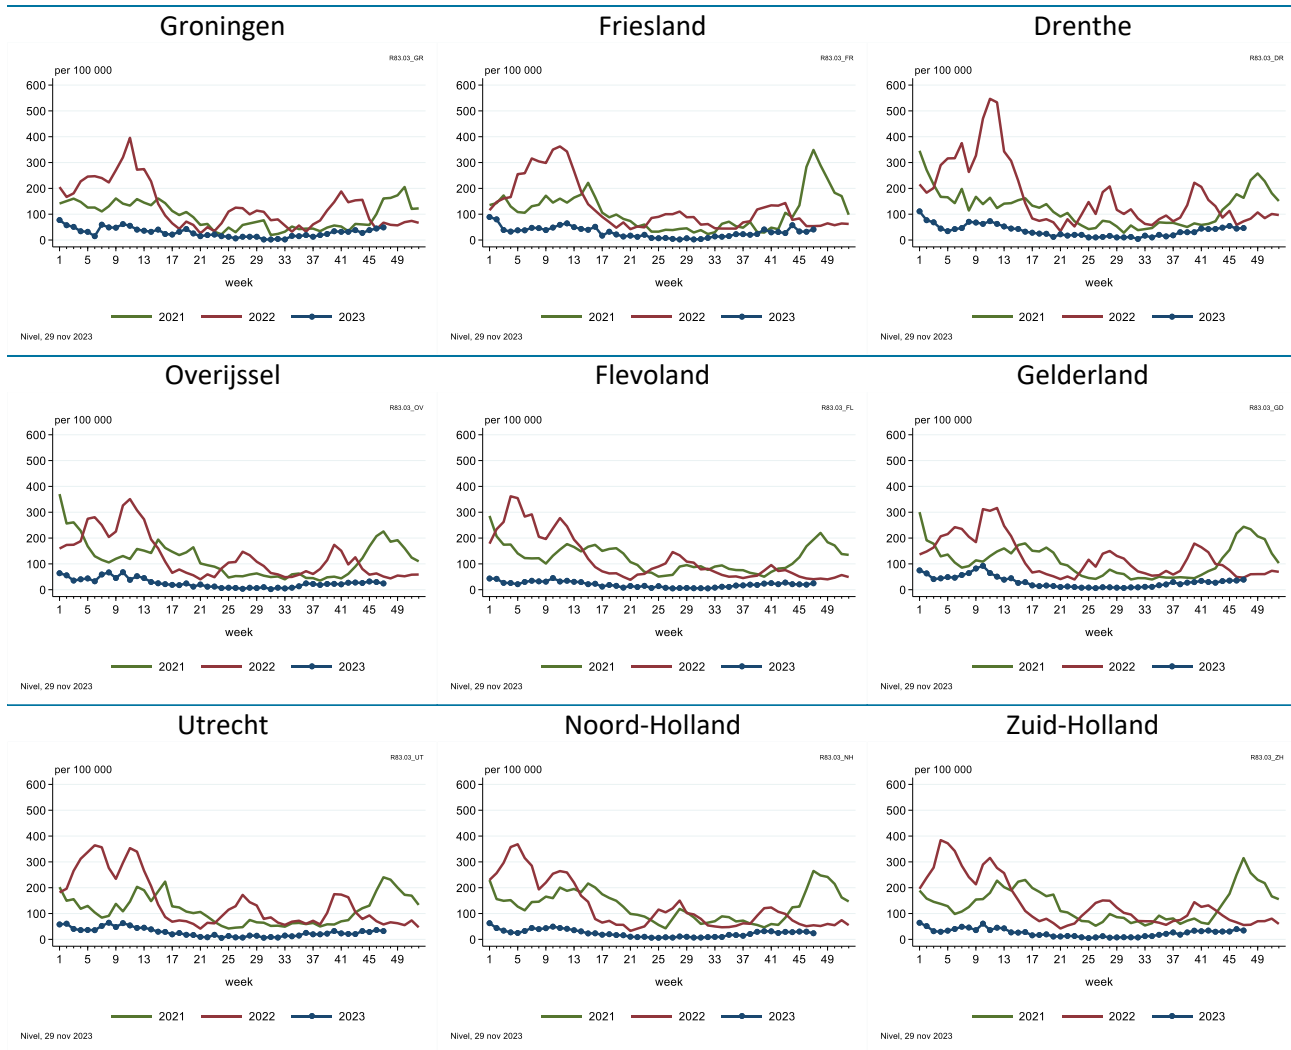 Groningen Friesland Drenthe
R83.03_GR R83.03_FR R83.03_DR
per 100 000 per 100 000
600 600 600
500 500 500
400 400 400
300 300 300
200 200 200
100 100 100
0 0 0
1 5 9 13 17 21 25 29 33 37 41 45 49 1 5 9 13 17 21 25 29 33 37 41 45 49 1 5 9 13 17 21 25 29 33 37 41 45 49
week week week
2021 2022 2023 2021 2022 2023 2021 2022 2023
Nivel, 29 nov 2023 Nivel, 29 nov 2023 Nivel, 29 nov 2023
Overijssel Flevoland Gelderland
R83.03_OV R83.03_FL R83.03_GD
per 100 000 per 100 000 per 100 000
600 600 600
500 500 500
400 400 400
300 300 300
200 200 200
100 100 100
0 0 0
1 5 9 13 17 21 25 29 33 37 41 45 49 1 5 9 13 17 21 25 29 33 37 41 45 49 1 5 9 13 17 21 25 29 33 37 41 45 49
week week week
2021 2022 2023 2021 2022 2023 2021 2022 2023
Nivel, 29 nov 2023 Nivel, 29 nov 2023 Nivel, 29 nov 2023
Utrecht Noord-Holland Zuid-Holland
R83.03_UT R83.03_NH R83.03_ZH
per 100 000 per 100 000 per 100 000
600 600 600
500 500 500
400 400 400
300 300 300
200 200 200
100 100 100
0 0 0
1 5 9 13 17 21 25 29 33 37 41 45 49 1 5 9 13 17 21 25 29 33 37 41 45 49 1 5 9 13 17 21 25 29 33 37 41 45 49
week week week
2021 2022 2023 2021 2022 2023 2021 2022 2023
Nivel, 29 nov 2023 Nivel, 29 nov 2023 Nivel, 29 nov 2023